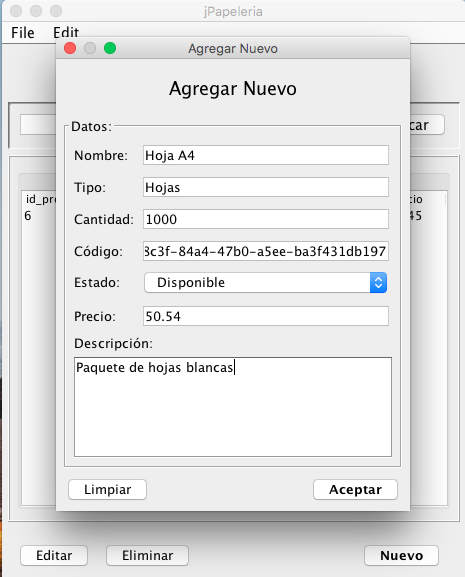 jPapeleria
File Edit
Agregar Nuevo
Agregar Nuevo
car
Datos:
Nombre: Hoja A4
Tipo: Hojas
Cantidad: 1000
Código: 8c3f-84a4-47b0-a5ee-ba3f431db197
Estado: Disponible
Precio: 50.54
Descripción:
Paquete de hojas blancas
id_pro cio
6 45
Limpiar Aceptar
Editar Eliminar Nuevo